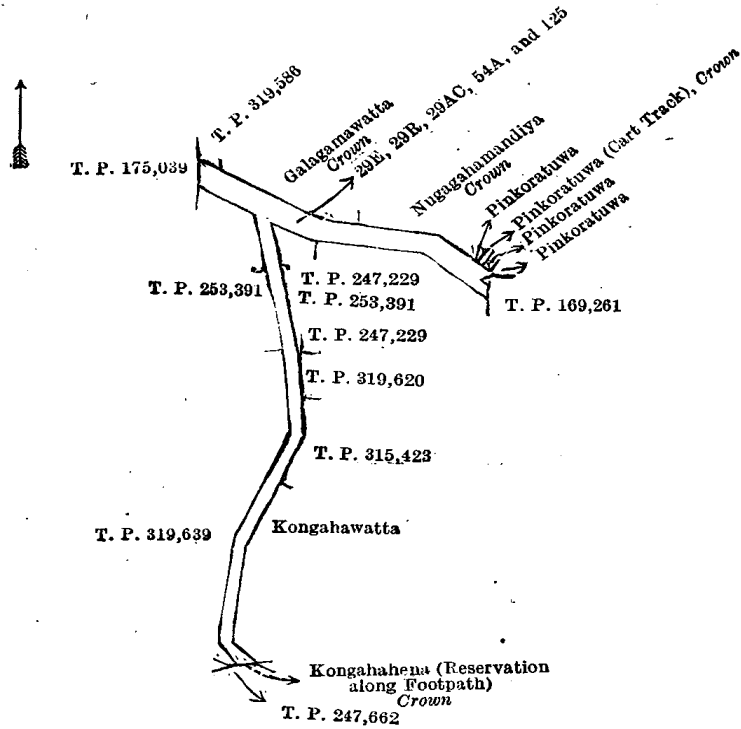 T. P. 319,586
T. P. 175,039
Galagamawatta
Crown
29E, 29B, 29AC, 54A, and 125
Nugagahamandiya
Crown
Pinkoratuwa
Pinkoratuwa (Cart Track), Crown
Pinkoratuwa
Pinkoratuwa
T. P. 169,261
T. P. 253,391
T. P. 247,229
T. P. 253,391
T. P. 247,229
T. P. 319,620
T. P. 315,423
T. P. 319,639
Kongahawatta
Kongahahena (Reservation
along Footpath)
Crown
T. P. 247,662